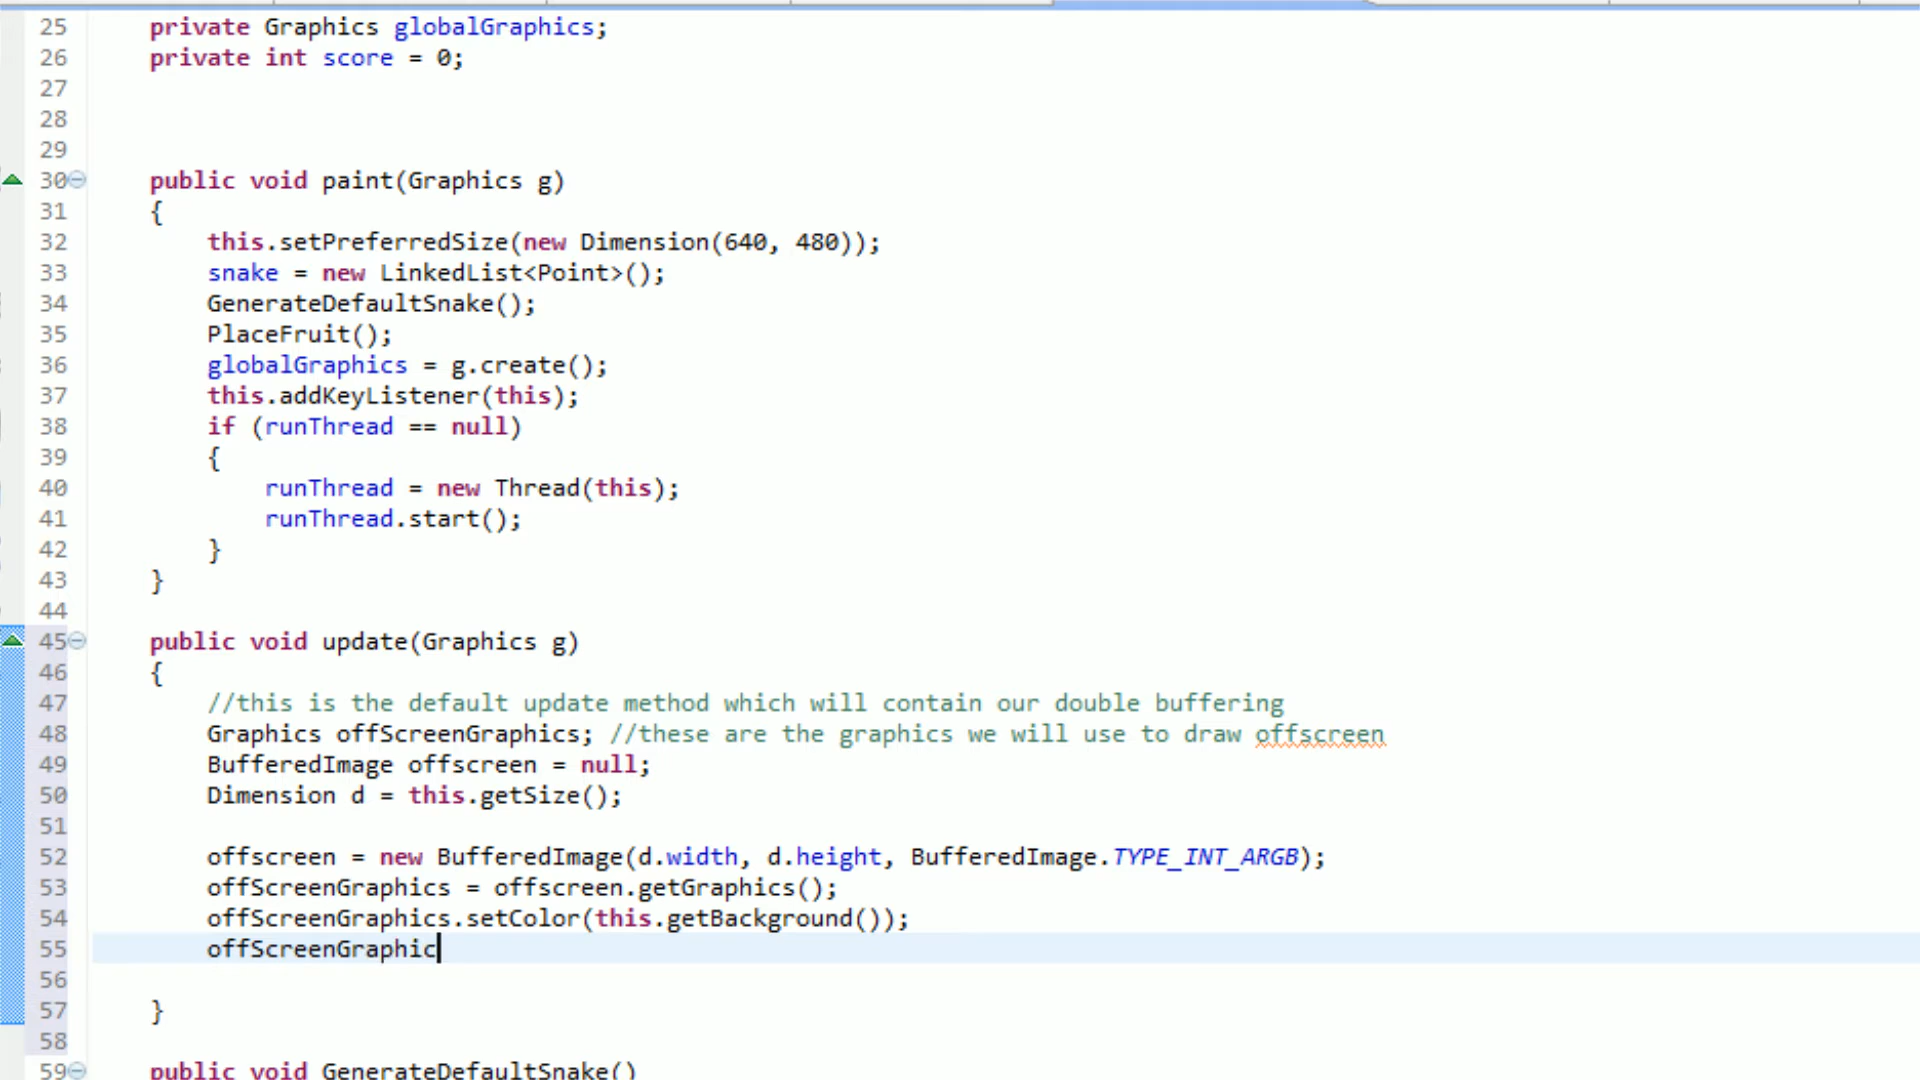 25 private Graphics globalGraphics;
26 private int score = 0;
27
28
29
30 public void paint(Graphics g)
31 {
32 this.setPreferredSize(new Dimension(640, 480));
33 snake = new LinkedList<Point>();
34 GenerateDefaultSnake();
35 PlaceFruit();
36 globalGraphics = g.create();
37 this.addKeyListener(this);
38 if (runThread == null)
39 {
40 runThread = new Thread(this);
41 runThread.start();
42 }
43 }
44
45 public void update(Graphics g)
46 {
47 //this is the default update method which will contain our double buffering
48 Graphics offScreenGraphics; //these are the graphics we will use to draw offscreen
49 BufferedImage offscreen = null;
50 Dimension d = this.getSize();
51
52 offscreen = new BufferedImage(d.width, d.height, BufferedImage.TYPE_INT_ARGB);
53 offScreenGraphics = offscreen.getGraphics();
54 offScreenGraphics.setColor(this.getBackground());
55 offScreenGraphic
56
57 }
58
59 public void GenerateDefaultSnake()